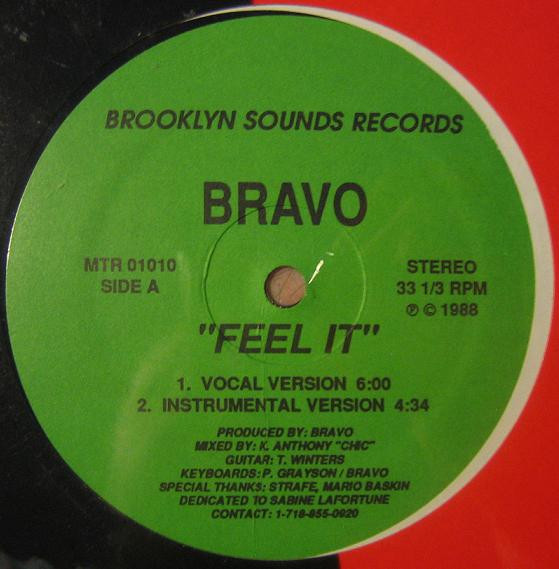 BROOKLYN SOUNDS RECORDS
BRAVO
MTR 01010
SIDE A
STEREO
33 1/3 RPM
℗ © 1988
"FEEL IT"
1. VOCAL VERSION 6:00
2. INSTRUMENTAL VERSION 4:34
PRODUCED BY: BRAVO
MIXED BY: K. ANTHONY "CHIC"
GUITAR: T. WINTERS
KEYBOARDS: P. GRAYSON / BRAVO
SPECIAL THANKS: STRAFE, MARIO BASKIN
DEDICATED TO SABINE LAFORTUNE
CONTACT: 1-718-855-0920